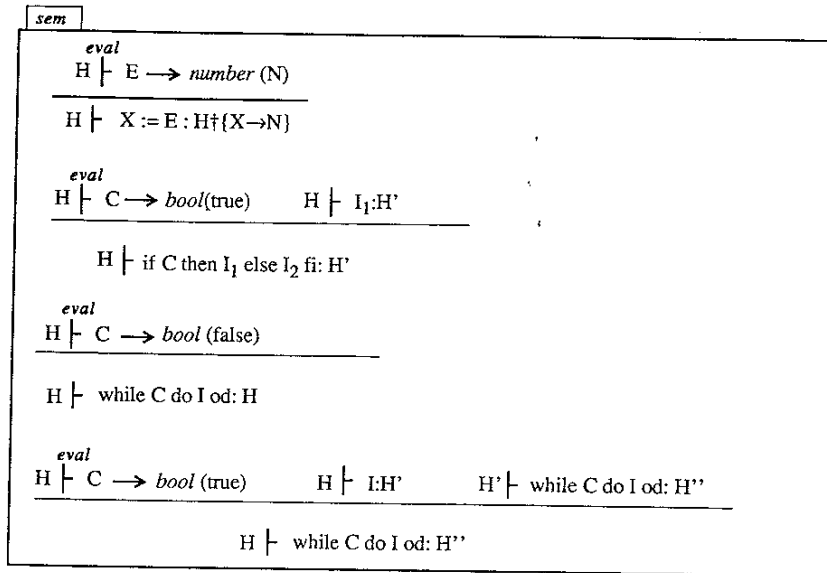 sem
eval
H ⊢ E → number (N)
H ⊢ X := E : H†{X→N}
eval
H ⊢ C → bool(true) H ⊢ I₁:H’
H ⊢ if C then I₁ else I₂ fi: H’
eval
H ⊢ C → bool (false)
H ⊢ while C do I od: H
eval
H ⊢ C → bool (true) H ⊢ I:H’ H’ ⊢ while C do I od: H’’
H ⊢ while C do I od: H’’